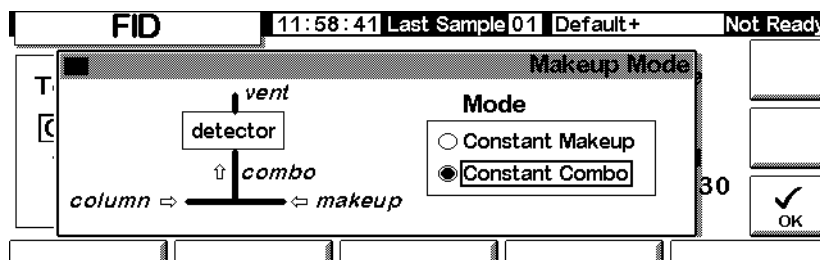 FID 11:58:41 Last Sample 01 Default+ Not Ready
Makeup Mode
vent
detector
combo
column ⇨ ⇦ makeup
Mode
Constant Makeup
Constant Combo
30
OK